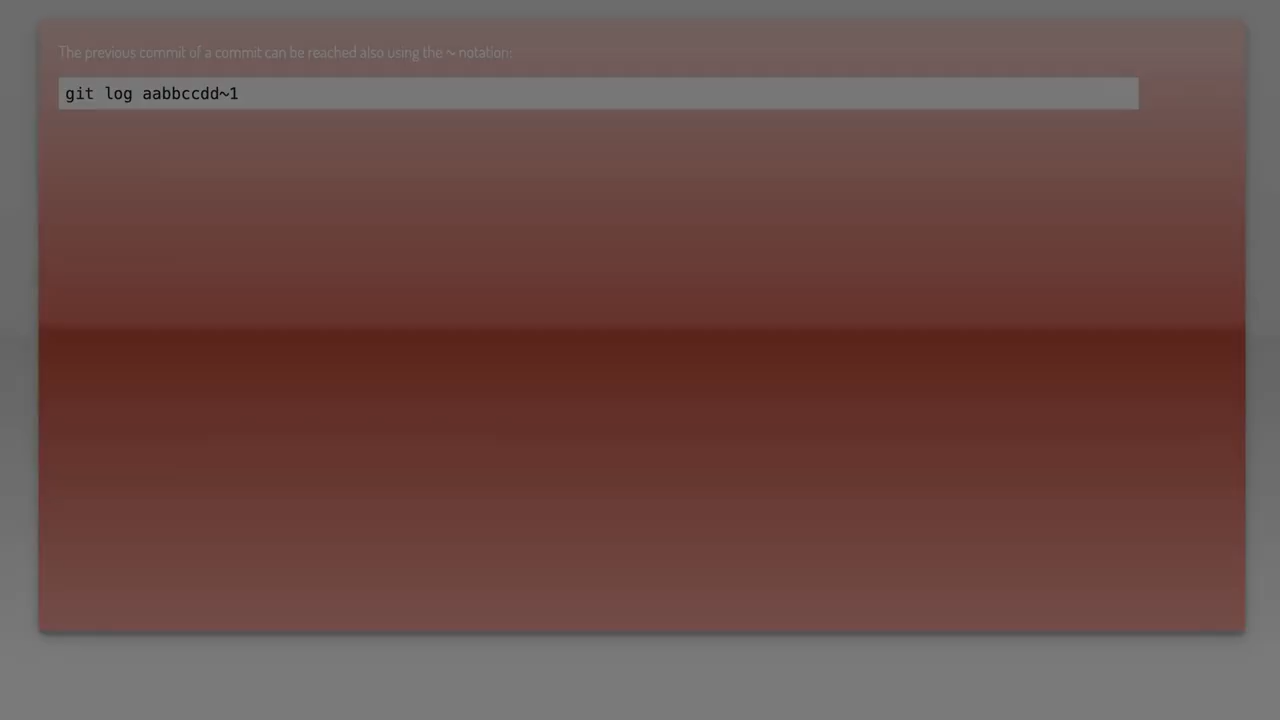 The previous commit of a commit can be reached also using the ~ notation:
git log aabbccdd~1